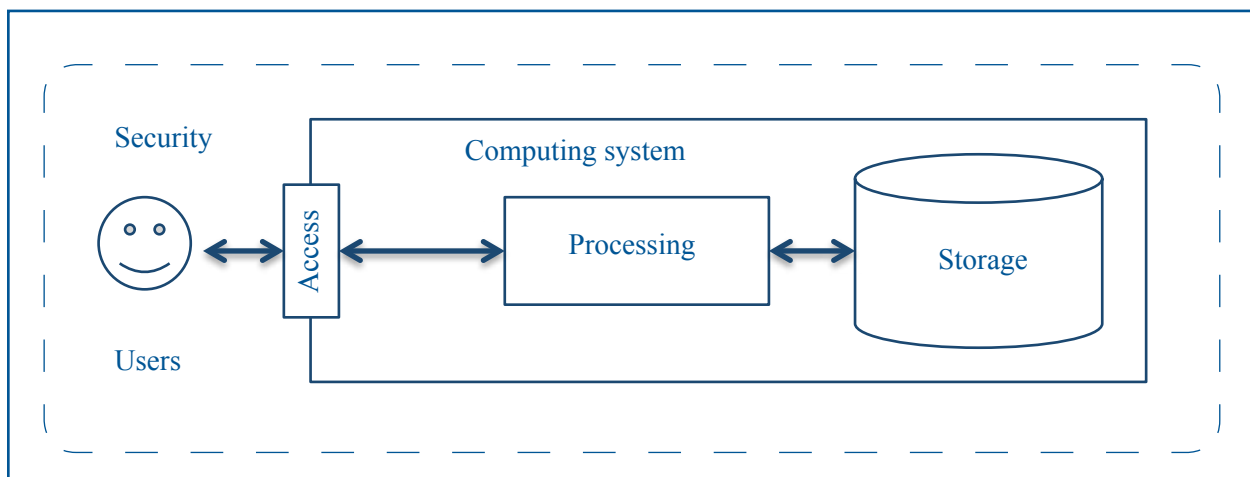 Security
Computing system
Access
Processing
Storage
Users